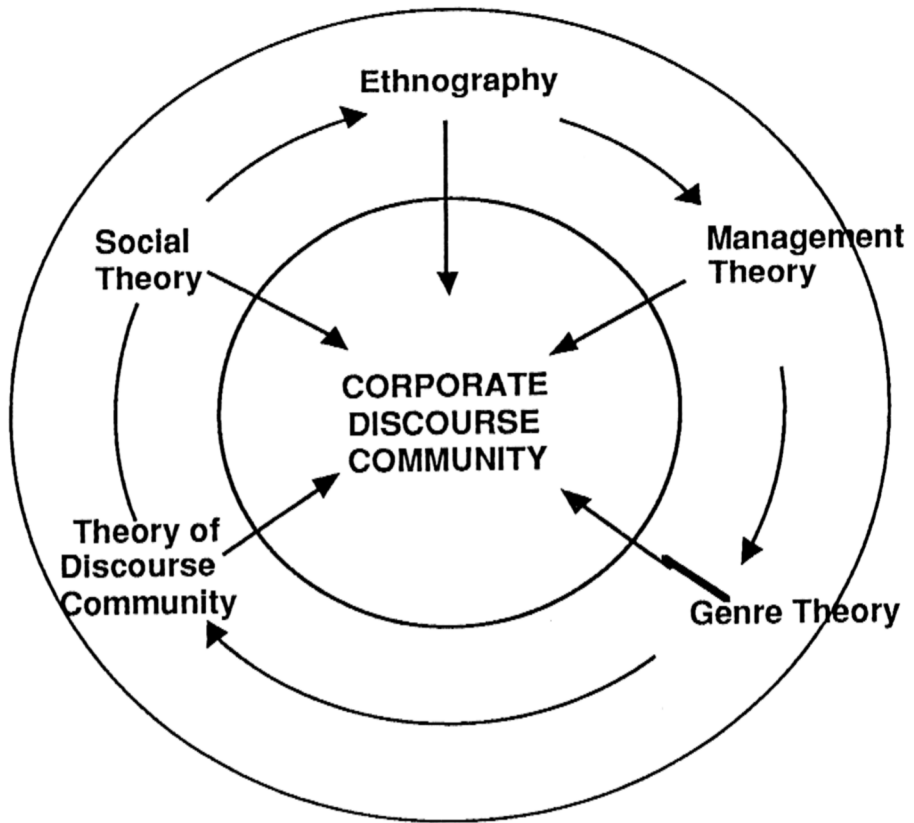 Ethnography
Social
Theory
Management
Theory
CORPORATE
DISCOURSE
COMMUNITY
Theory of
Discourse
Community
Genre Theory